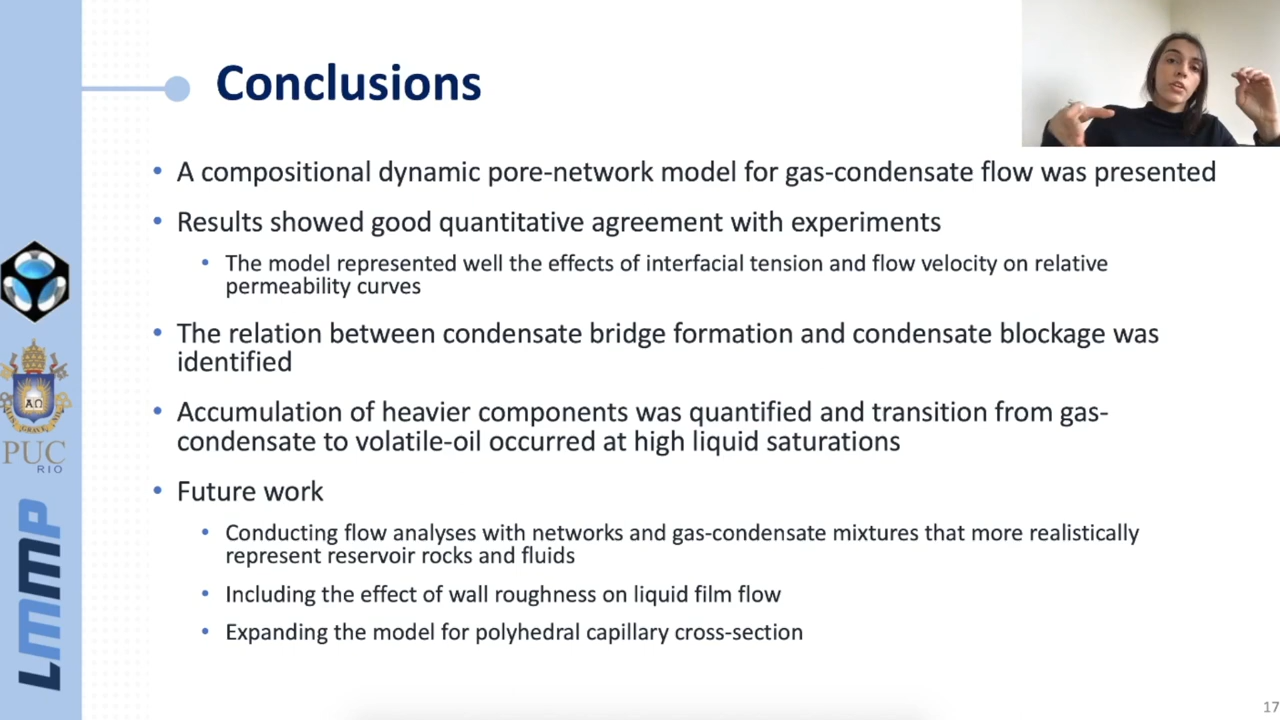 Conclusions
• A compositional dynamic pore-network model for gas-condensate flow was presented
• Results showed good quantitative agreement with experiments
• The model represented well the effects of interfacial tension and flow velocity on relative
permeability curves
• The relation between condensate bridge formation and condensate blockage was
identified
• Accumulation of heavier components was quantified and transition from gas-
condensate to volatile-oil occurred at high liquid saturations
• Future work
• Conducting flow analyses with networks and gas-condensate mixtures that more realistically
represent reservoir rocks and fluids
• Including the effect of wall roughness on liquid film flow
• Expanding the model for polyhedral capillary cross-section
ΑΩ
PUC
RIO
LMMP
17